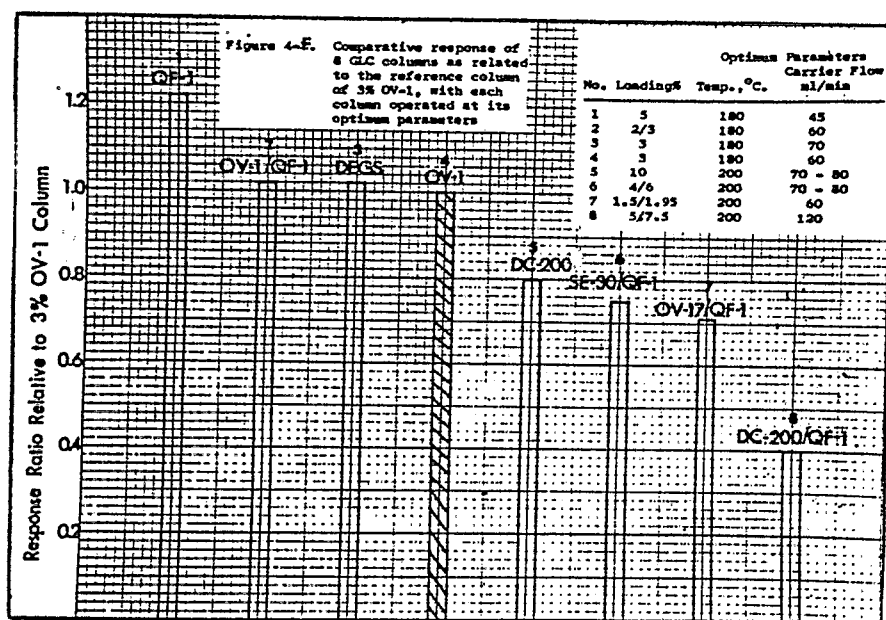 Figure 4-F. Comparative response of
8 GLC columns as related
to the reference column
of 3% OV-1, with each
column operated at its
optimum parameters
Optimum Parameters
No. Loading% Temp.,°C. Carrier Flow ml/min
1 5 180 45
2 2/3 180 60
3 3 180 70
4 3 180 60
5 10 200 70 - 80
6 4/6 200 70 - 80
7 1.5/1.95 200 60
8 5/7.5 200 120
Response Ratio Relative to 3% OV-1 Column
1.2
1.0
0.8
0.6
0.4
0.2
QF-1
OV-1/QF-1
3
DEGS
4
OV-1
5
DC-200
6
SE-30/QF-1
7
OV-17/QF-1
8
DC-200/QF-1